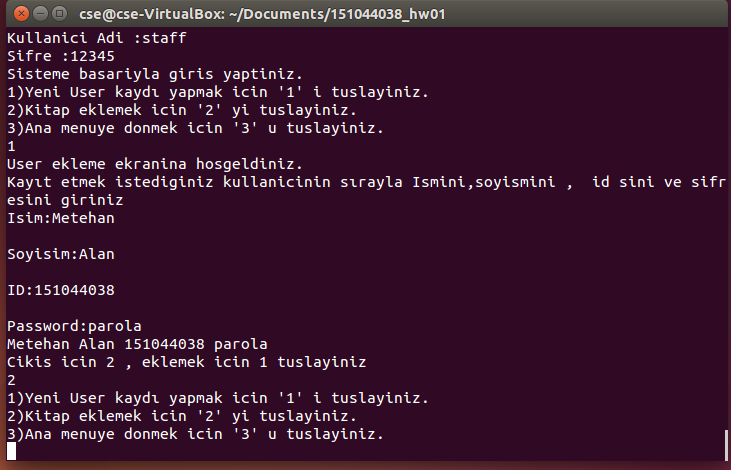 cse@cse-VirtualBox: ~/Documents/151044038_hw01
Kullanici Adi :staff
Sifre :12345
Sisteme basariyla giris yaptiniz.
1)Yeni User kaydı yapmak icin '1' i tuslayiniz.
2)Kitap eklemek icin '2' yi tuslayiniz.
3)Ana menuye donmek icin '3' u tuslayiniz.
1
User ekleme ekranina hosgeldiniz.
Kayıt etmek istediginiz kullanicinin sırayla Ismini,soyismini ,  id sini ve sifr
esini giriniz
Isim:Metehan
Soyisim:Alan
ID:151044038
Password:parola
Metehan Alan 151044038 parola
Cikis icin 2 , eklemek icin 1 tuslayiniz
2
1)Yeni User kaydı yapmak icin '1' i tuslayiniz.
2)Kitap eklemek icin '2' yi tuslayiniz.
3)Ana menuye donmek icin '3' u tuslayiniz.